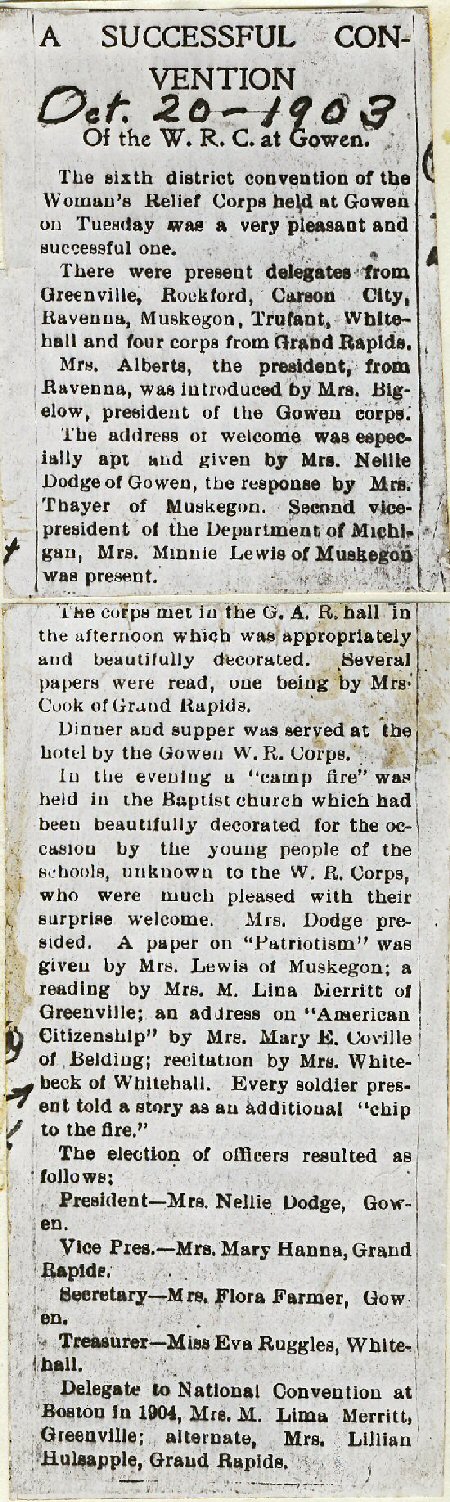 A SUCCESSFUL CON-
VENTION
Oct. 20-1903
Of the W. R. C. at Gowen.
The sixth district convention of the
Woman's Relief Corps held at Gowen
on Tuesday was a very pleasant and
successful one.
There were present delegates from
Greenville, Rockford, Carson City,
Ravenna, Muskegon, Trufant, White-
hall and four corps from Grand Rapids.
Mrs. Alberts, the president, from
Ravenna, was introduced by Mrs. Big-
elow, president of the Gowen corps.
The address of welcome was espec-
ially apt and given by Mrs. Nellie
Dodge of Gowen, the response by Mrs.
Thayer of Muskegon. Second vice-
president of the Department of Michi-
gan, Mrs. Minnie Lewis of Muskegon
was present.
The corps met in the G. A. R. hall in
the afternoon which was appropriately
and beautifully decorated. Several
papers were read, one being by Mrs.
Cook of Grand Rapids.
Dinner and supper was served at the
hotel by the Gowen W. R. Corps.
In the evening a "camp fire" was
held in the Baptist church which had
been beautifully decorated for the oc-
casion by the young people of the
schools, unknown to the W. R. Corps,
who were much pleased with their
surprise welcome. Mrs. Dodge pre-
sided. A paper on "Patriotism" was
given by Mrs. Lewis of Muskegon; a
reading by Mrs. M. Lina Merritt of
Greenville; an address on "American
Citizenship" by Mrs. Mary E. Coville
of Belding; recitation by Mrs. White-
beck of Whitehall. Every soldier pres-
ent told a story as an additional "chip
to the fire."
The election of officers resulted as
follows;
President—Mrs. Nellie Dodge, Gow-
en.
Vice Pres.—Mrs. Mary Hanna, Grand
Rapids.
Secretary—Mrs. Flora Farmer, Gow-
en.
Treasurer—Miss Eva Ruggles, White-
hall.
Delegate to National Convention at
Boston in 1904, Mrs. M. Lima Merritt,
Greenville; alternate, Mrs. Lillian
Hulsapple, Grand Rapids.